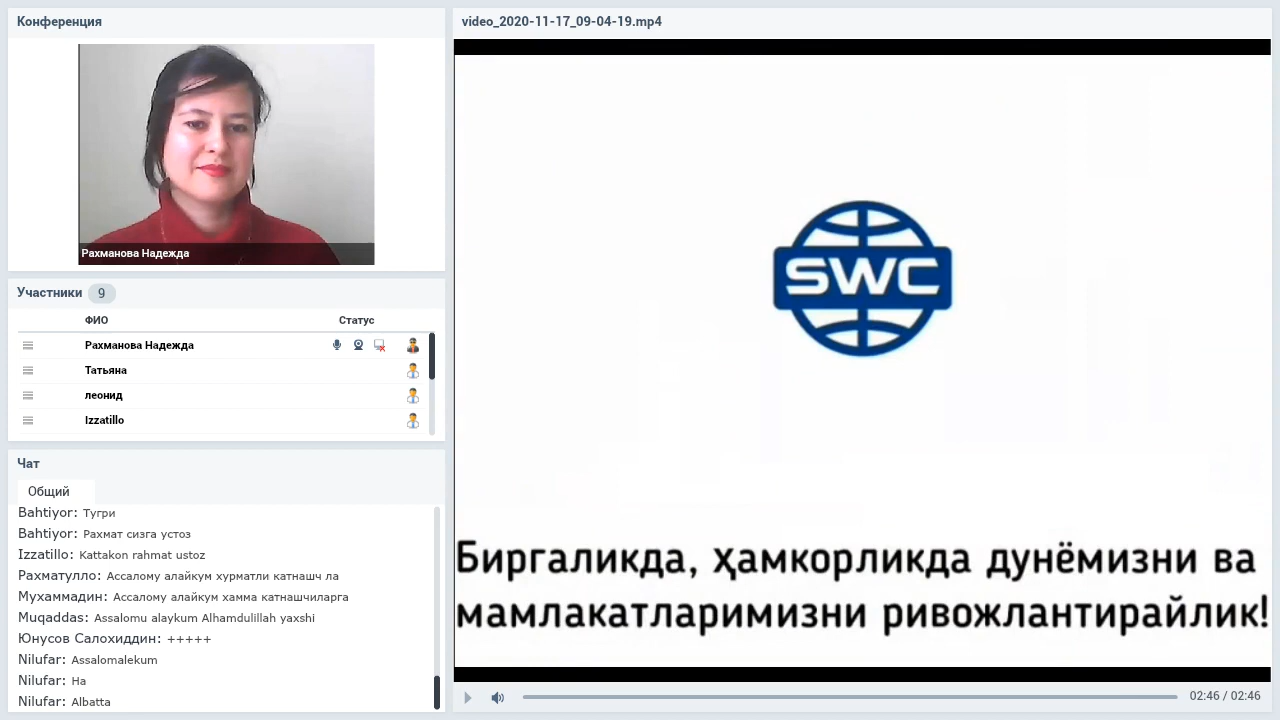 Конференция
Рахманова Надежда
Участники 9
ФИО Статус
Рахманова Надежда
Татьяна
леонид
Izzatillo
Чат
Общий
Bahtiyor: Тугри
Bahtiyor: Рахмат сизга устоз
Izzatillo: Kattakon rahmat ustoz
Рахматулло: Ассалому алайкум хурматли катнашч ла
Мухаммадин: Ассалому алайкум хамма катнашчиларга
Muqaddas: Assalomu alaykum Alhamdulillah yaxshi
Юнусов Салохиддин: +++++
Nilufar: Assalomalekum
Nilufar: На
Nilufar: Albatta
video_2020-11-17_09-04-19.mp4
SWC
Биргаликда, ҳамкорликда дунёмизни ва
мамлакатларимизни ривожлантирайлик!
02:46 / 02:46